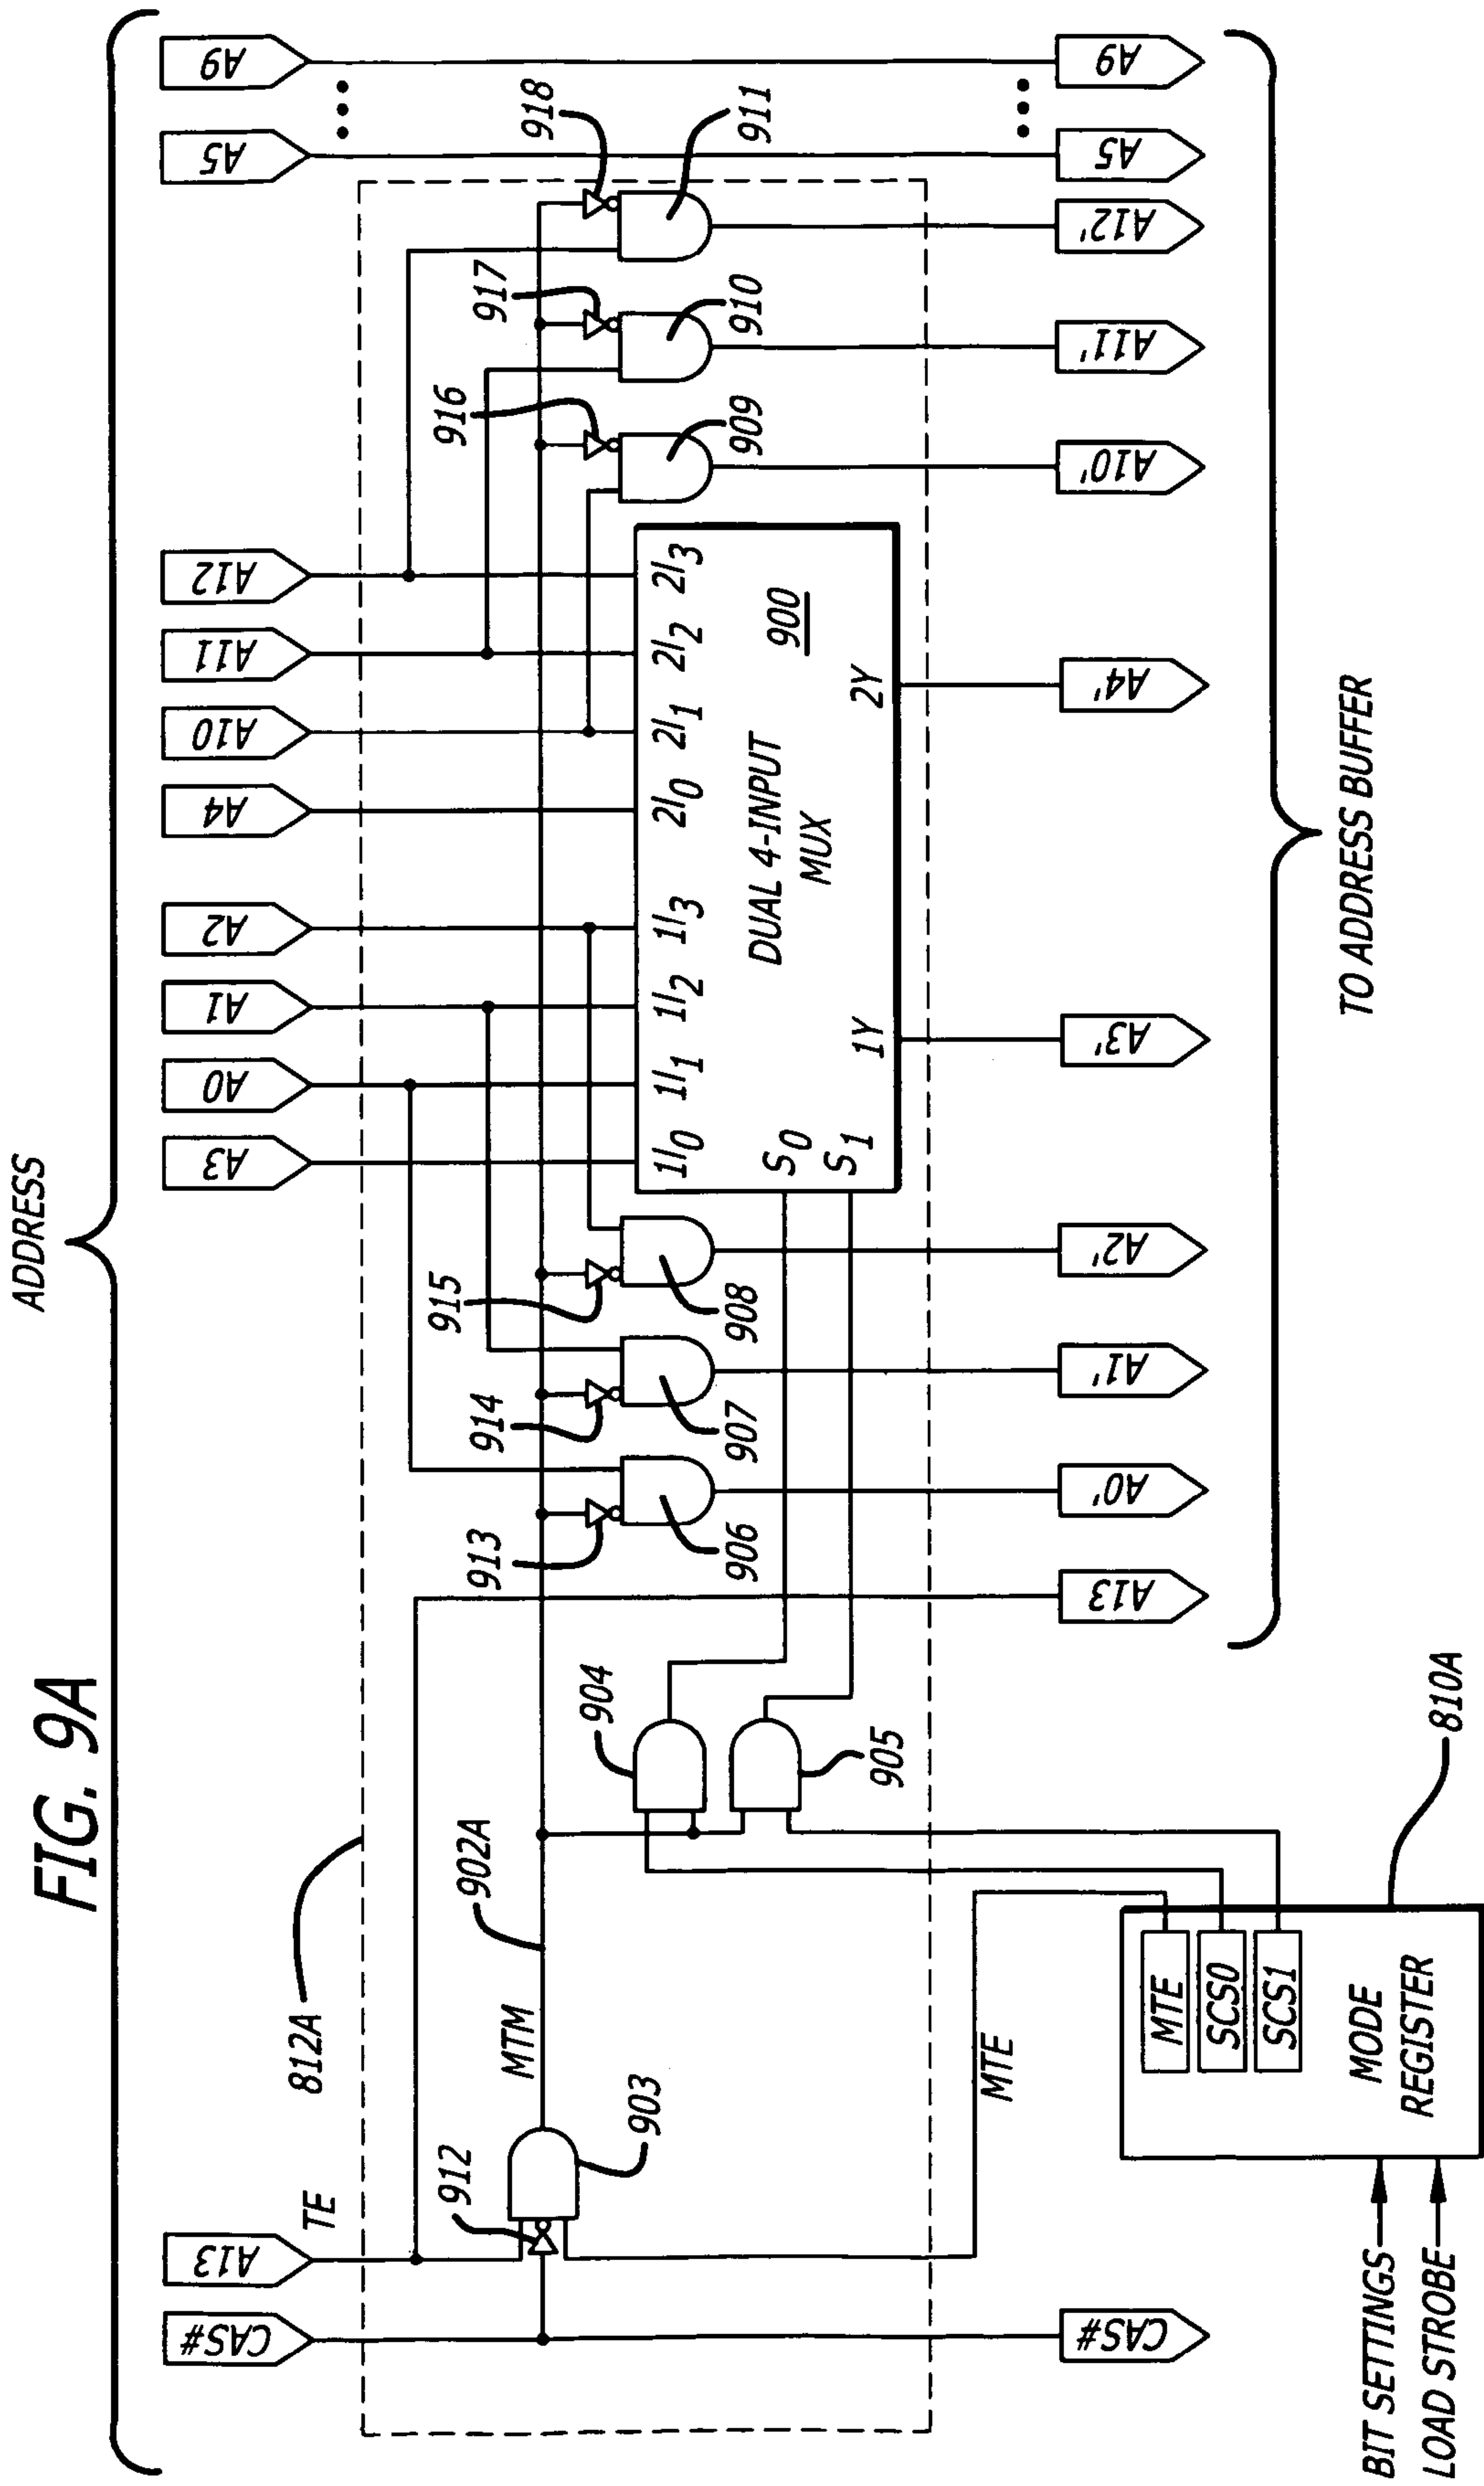 FIG. 9A
ADDRESS
CAS#
A13
A3
A0
A1
A2
A4
A10
A11
A12
A5
A9
TE
812A
912
903
MTM
902A
904
905
913
914
915
916
917
918
906
907
908
909
910
911
1I0
1I1
1I2
1I3
2I0
2I1
2I2
2I3
S0
S1
DUAL 4-INPUT
MUX
900
1Y
2Y
MTE
CAS#
A13
A0'
A1'
A2'
A3'
A4'
A10'
A11'
A12'
A5
A9
TO ADDRESS BUFFER
BIT SETTINGS
LOAD STROBE
MTE
SCS0
SCS1
MODE
REGISTER
810A